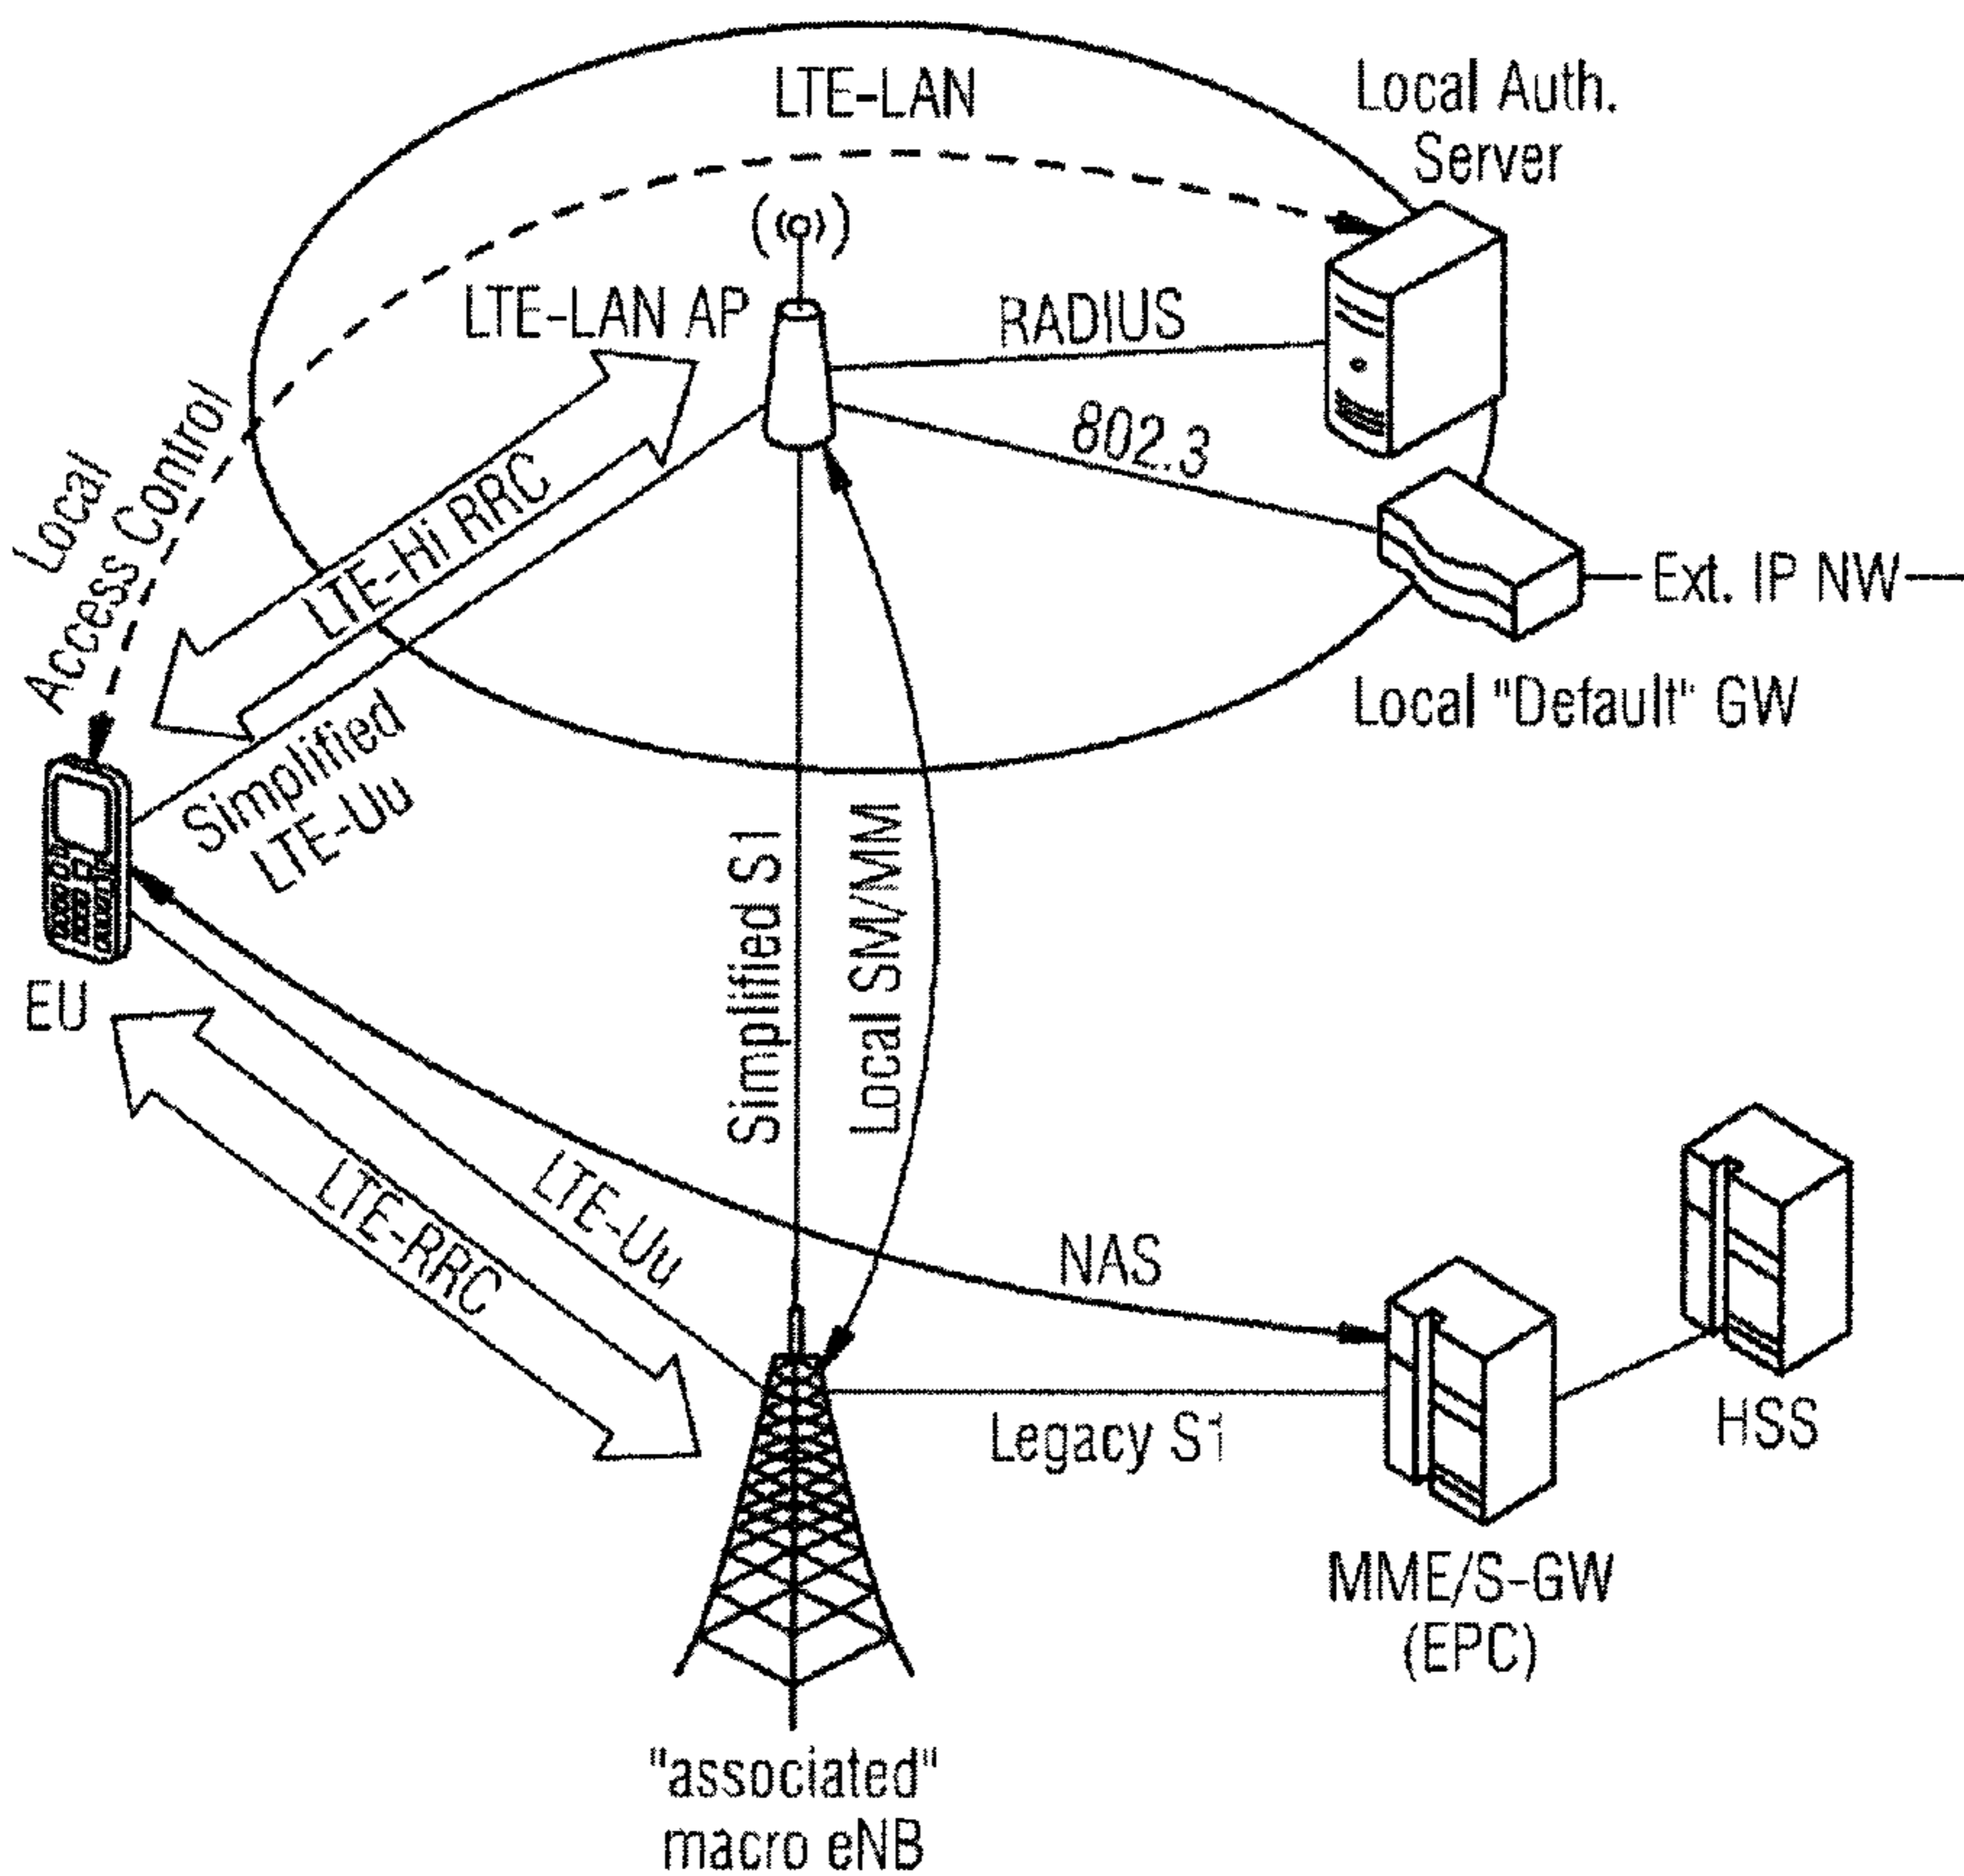 LTE-LAN
Local Auth.
Server
LTE-LAN AP
RADIUS
802.3
Local
Access Control
LTE-Hi RRC
Ext. IP NW
Local "Default" GW
Simplified
LTE-Uu
Simplified S1
Local SM/MM
EU
LTE-RRC
LTE-Uu
NAS
Legacy S1
HSS
MME/S-GW
(EPC)
"associated"
macro eNB